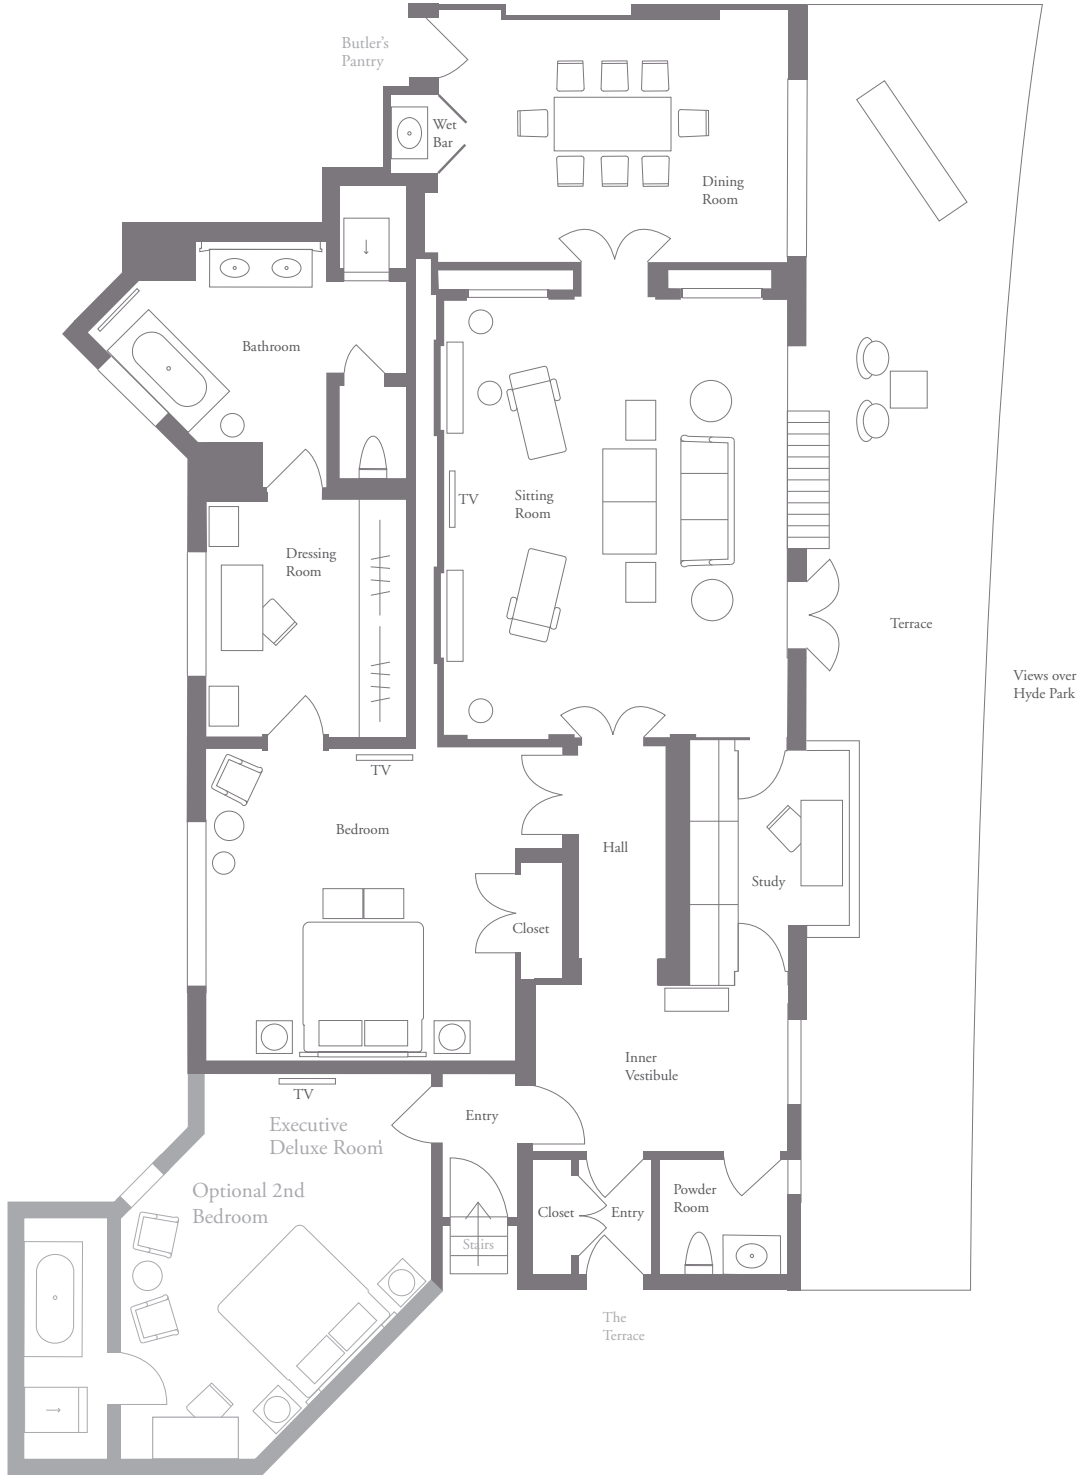 Butler's
Pantry
Wet
Bar
Dining
Room
Bathroom
TV
Sitting
Room
Dressing
Room
Terrace
Views over
Hyde Park
TV
Bedroom
Hall
Study
Closet
Inner
Vestibule
TV
Entry
Executive
Deluxe Room
Optional 2nd
Bedroom
Powder
Room
Closet
Entry
Stairs
The
Terrace